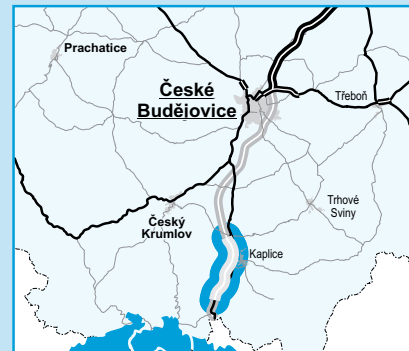 Prachatice
České
Budějovice
Třeboň
Trhové
Sviny
Český
Krumlov
Kaplice